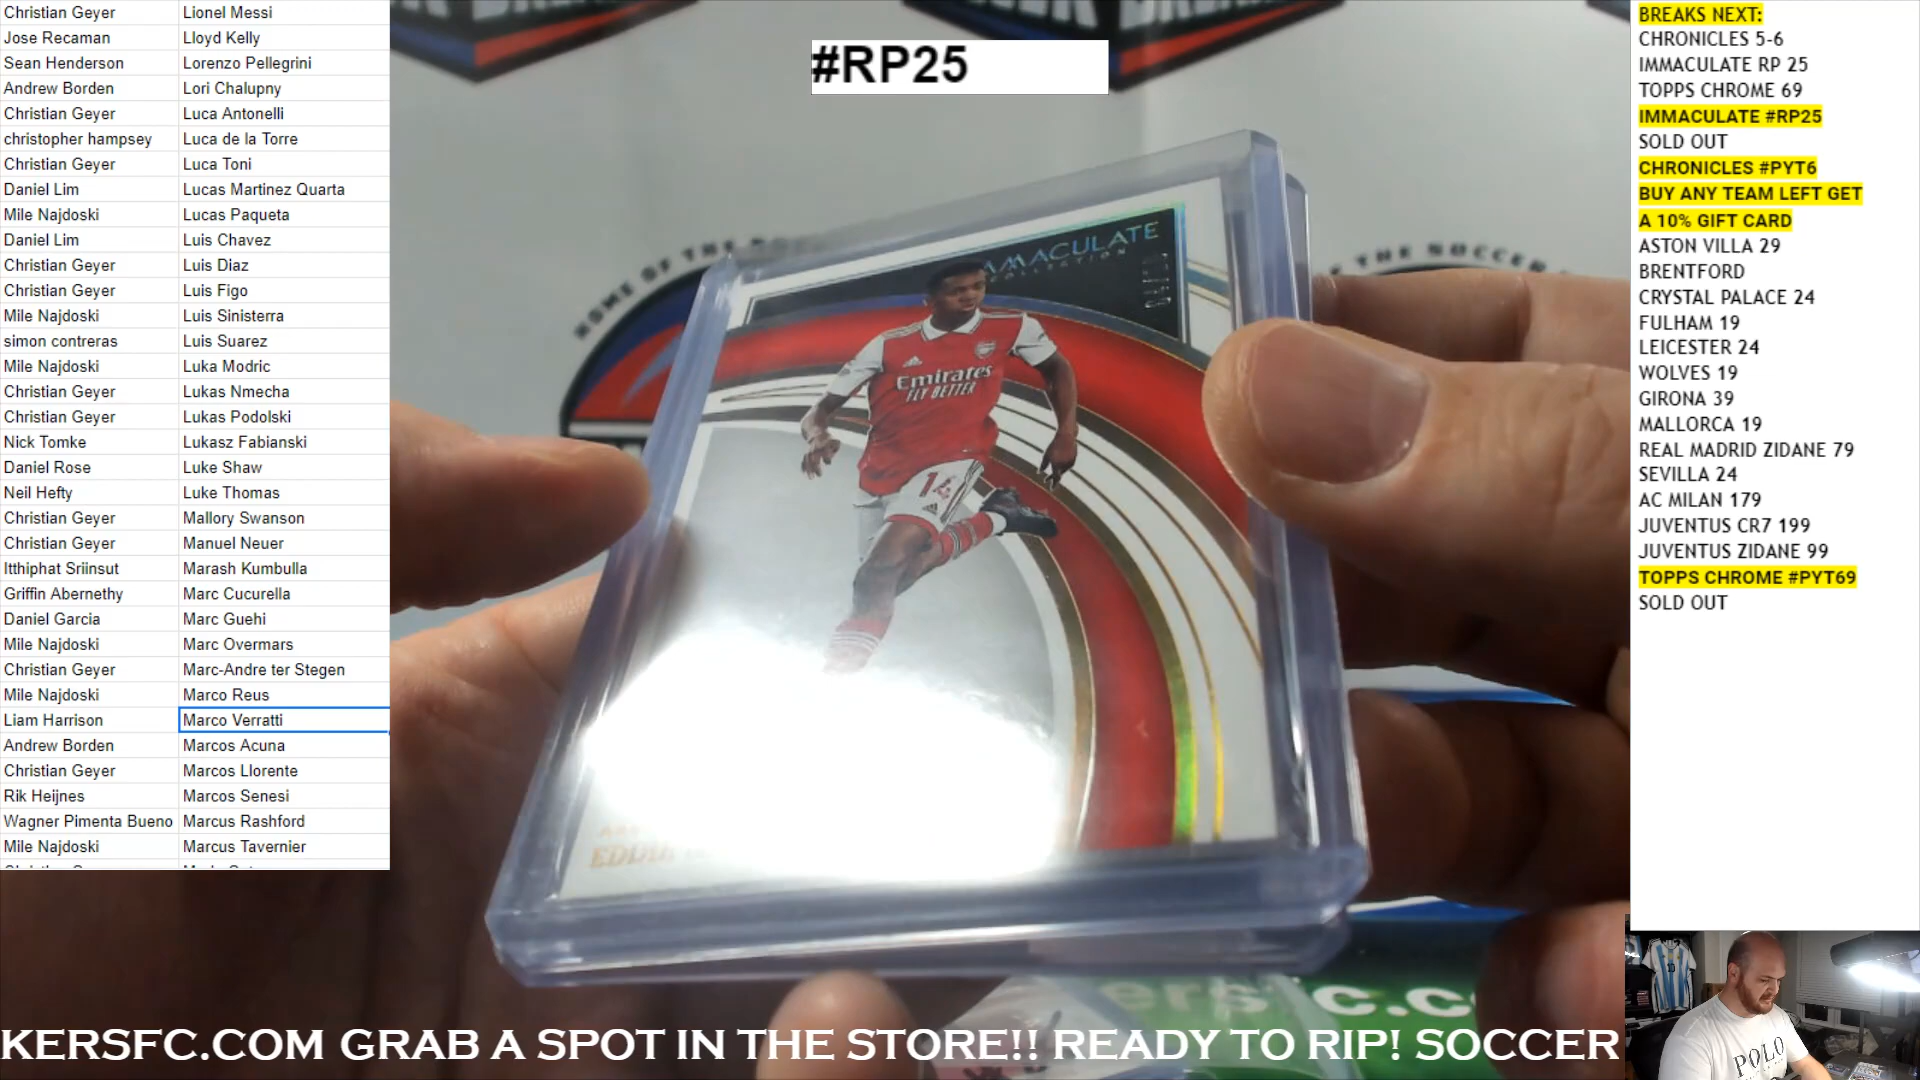 Christian Geyer Lionel Messi
Jose Recaman Lloyd Kelly
Sean Henderson Lorenzo Pellegrini
Andrew Borden Lori Chalupny
Christian Geyer Luca Antonelli
christopher hampsey Luca de la Torre
Christian Geyer Luca Toni
Daniel Lim Lucas Martinez Quarta
Mile Najdoski Lucas Paqueta
Daniel Lim Luis Chavez
Christian Geyer Luis Diaz
Christian Geyer Luis Figo
Mile Najdoski Luis Sinisterra
simon contreras Luis Suarez
Mile Najdoski Luka Modric
Christian Geyer Lukas Nmecha
Christian Geyer Lukas Podolski
Nick Tomke Lukasz Fabianski
Daniel Rose Luke Shaw
Neil Hefty Luke Thomas
Christian Geyer Mallory Swanson
Christian Geyer Manuel Neuer
Itthiphat Sriinsut Marash Kumbulla
Griffin Abernethy Marc Cucurella
Daniel Garcia Marc Guehi
Mile Najdoski Marc Overmars
Christian Geyer Marc-Andre ter Stegen
Mile Najdoski Marco Reus
Liam Harrison Marco Verratti
Andrew Borden Marcos Acuna
Christian Geyer Marcos Llorente
Rik Heijnes Marcos Senesi
Wagner Pimenta Bueno Marcus Rashford
Mile Najdoski Marcus Tavernier
#RP25
HOME OF THE
THE SOCCER
IMMACULATE
COLLECTION
Emirates
FLY BETTER
14
EDDIE
BREAKS NEXT:
CHRONICLES 5-6
IMMACULATE RP 25
TOPPS CHROME 69
IMMACULATE #RP25
SOLD OUT
CHRONICLES #PYT6
BUY ANY TEAM LEFT GET
A 10% GIFT CARD
ASTON VILLA 29
BRENTFORD
CRYSTAL PALACE 24
FULHAM 19
LEICESTER 24
WOLVES 19
GIRONA 39
MALLORCA 19
REAL MADRID ZIDANE 79
SEVILLA 24
AC MILAN 179
JUVENTUS CR7 199
JUVENTUS ZIDANE 99
TOPPS CHROME #PYT69
SOLD OUT
POLO
KERSFC.COM GRAB A SPOT IN THE STORE!! READY TO RIP! SOCCER